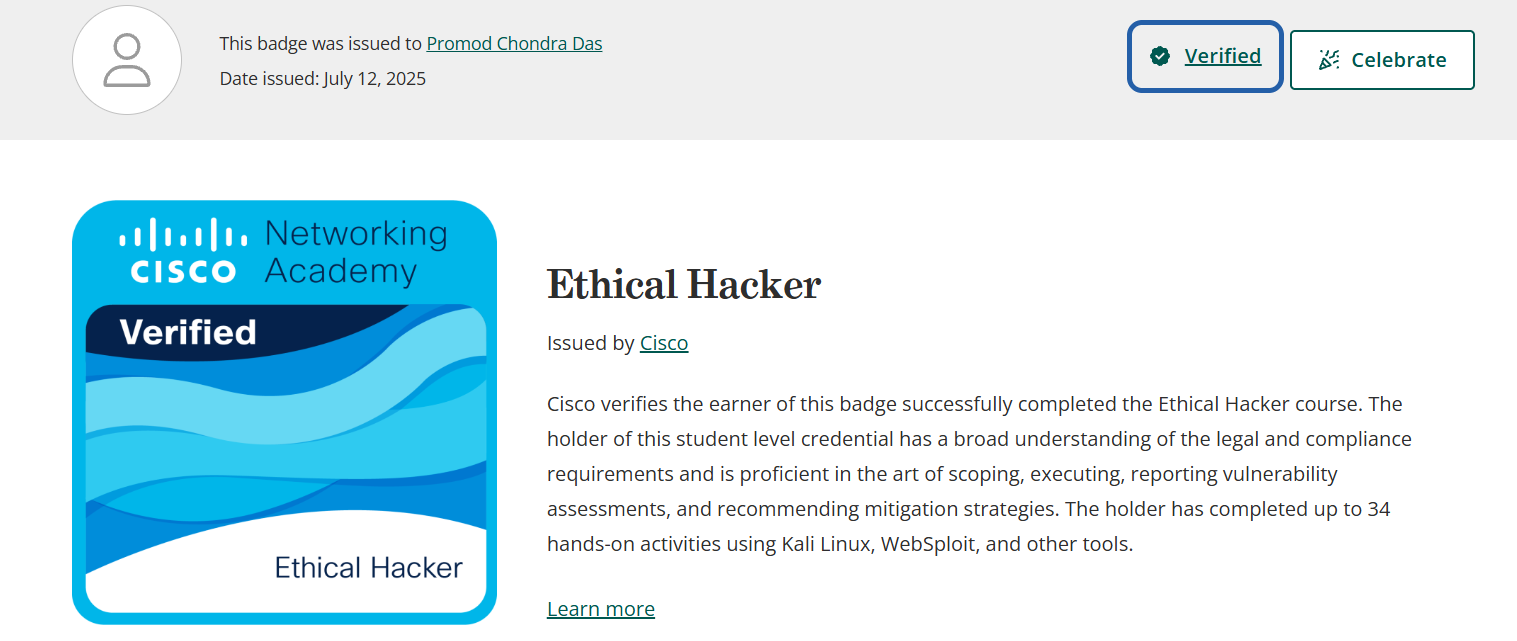 This badge was issued to Promod Chondra Das
Date issued: July 12, 2025
Verified
Celebrate
CISCO
Networking
Academy
Verified
Ethical Hacker
Ethical Hacker
Issued by Cisco
Cisco verifies the earner of this badge successfully completed the Ethical Hacker course. The
holder of this student level credential has a broad understanding of the legal and compliance
requirements and is proficient in the art of scoping, executing, reporting vulnerability
assessments, and recommending mitigation strategies. The holder has completed up to 34
hands-on activities using Kali Linux, WebSploit, and other tools.
Learn more